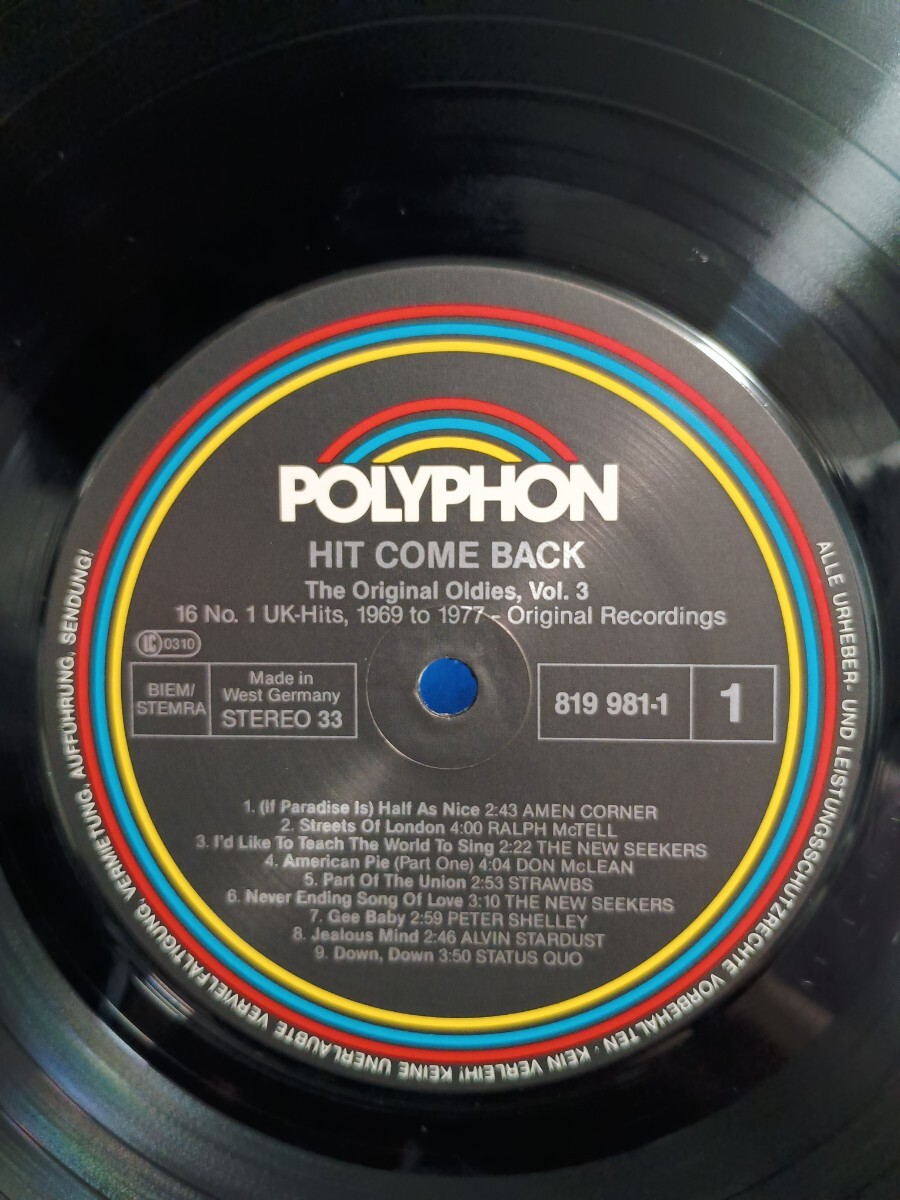 POLYPHON
HIT COME BACK
The Original Oldies, Vol. 3
16 No. 1 UK-Hits, 1969 to 1977 - Original Recordings
LC 0310
BIEM/
STEMRA
Made in
West Germany
STEREO 33
819 981-1
1
1. (If Paradise Is) Half As Nice 2:43 AMEN CORNER
2. Streets Of London 4:00 RALPH McTELL
3. I'd Like To Teach The World To Sing 2:22 THE NEW SEEKERS
4. American Pie (Part One) 4:04 DON McLEAN
5. Part Of The Union 2:53 STRAWBS
6. Never Ending Song Of Love 3:10 THE NEW SEEKERS
7. Gee Baby 2:59 PETER SHELLEY
8. Jealous Mind 2:46 ALVIN STARDUST
9. Down, Down 3:50 STATUS QUO
ALLE URHEBER- UND LEISTUNGSSCHUTZRECHTE VORBEHALTEN · KEIN VERLEIH! KEINE UNERLAUBTE VERVIELFÄLTIGUNG, VERMIETUNG, AUFFÜHRUNG, SENDUNG!